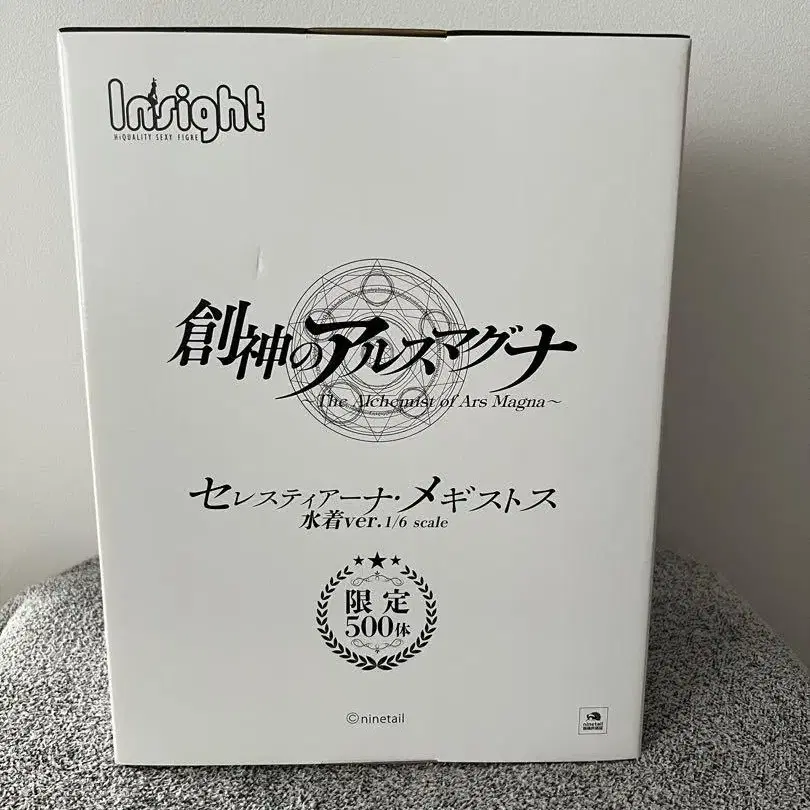 Insight
HiQUALITY SEXY FIGRE
創神のアルスマグナ
~The Alchemist of Ars Magna~
セレスティアーナ・メギストス
水着ver.1/6 scale
限定
500体
©ninetail
ninetail